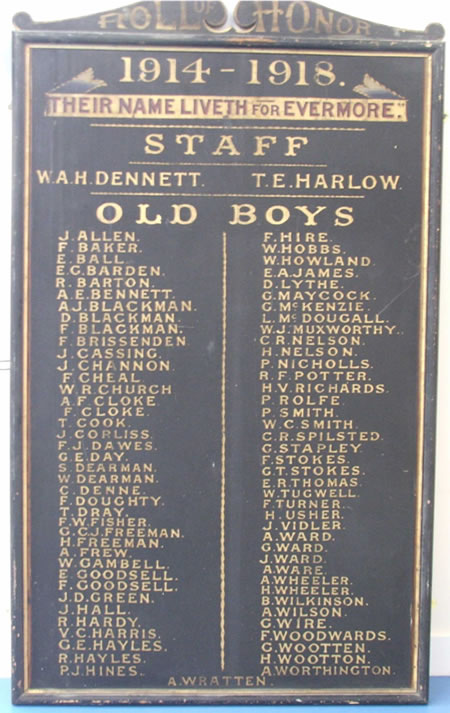 ROLL OF HONOR
1914 - 1918.
"THEIR NAME LIVETH FOR EVERMORE."
STAFF
W.A.H. DENNETT. T.E. HARLOW.
OLD BOYS
J. ALLEN.
F. BAKER.
E. BALL.
E.G. BARDEN.
R. BARTON.
A.E. BENNETT.
A.J. BLACKMAN.
D. BLACKMAN.
F. BLACKMAN.
F. BRISSENDEN
J. CASSING.
J. CHANNON.
F. CHEAL.
W.R. CHURCH
A.F. CLOKE
F. CLOKE.
T. COOK.
J. CORLISS.
F.J. DAWES.
G.E. DAY.
S. DEARMAN.
W. DEARMAN.
C. DENNE.
F. DOUGHTY.
T. DRAY.
F.W. FISHER.
G.C.J. FREEMAN.
H. FREEMAN.
A. FREW.
W. GAMBELL.
E. GOODSELL.
F. GOODSELL.
J.D. GREEN.
J. HALL.
R. HARDY.
V.C. HARRIS.
G.E. HAYLES.
R. HAYLES.
P.J. HINES.
F. HIRE.
W. HOBBS.
W. HOWLAND.
E.A. JAMES.
D. LYTHE.
G. MAYCOCK.
G. McKENZIE.
L. McDOUGALL.
W.J. MUXWORTHY.
C.R. NELSON.
H. NELSON.
P. NICHOLLS.
R.F. POTTER.
H.V. RICHARDS.
P. ROLFE.
P. SMITH.
W.C. SMITH.
C.R. SPILSTED.
G. STAPLEY.
F. STOKES.
G.T. STOKES.
E.R. THOMAS.
W. TUGWELL.
F. TURNER.
H. USHER.
J. VIDLER.
A. WARD.
G. WARD.
J. WARD.
A. WARE.
A. WHEELER.
H. WHEELER.
B. WILKINSON.
A. WILSON.
G. WIRE.
F. WOODWARDS.
G. WOOTTEN.
H. WOOTTON.
A. WORTHINGTON.
A. WRATTEN.